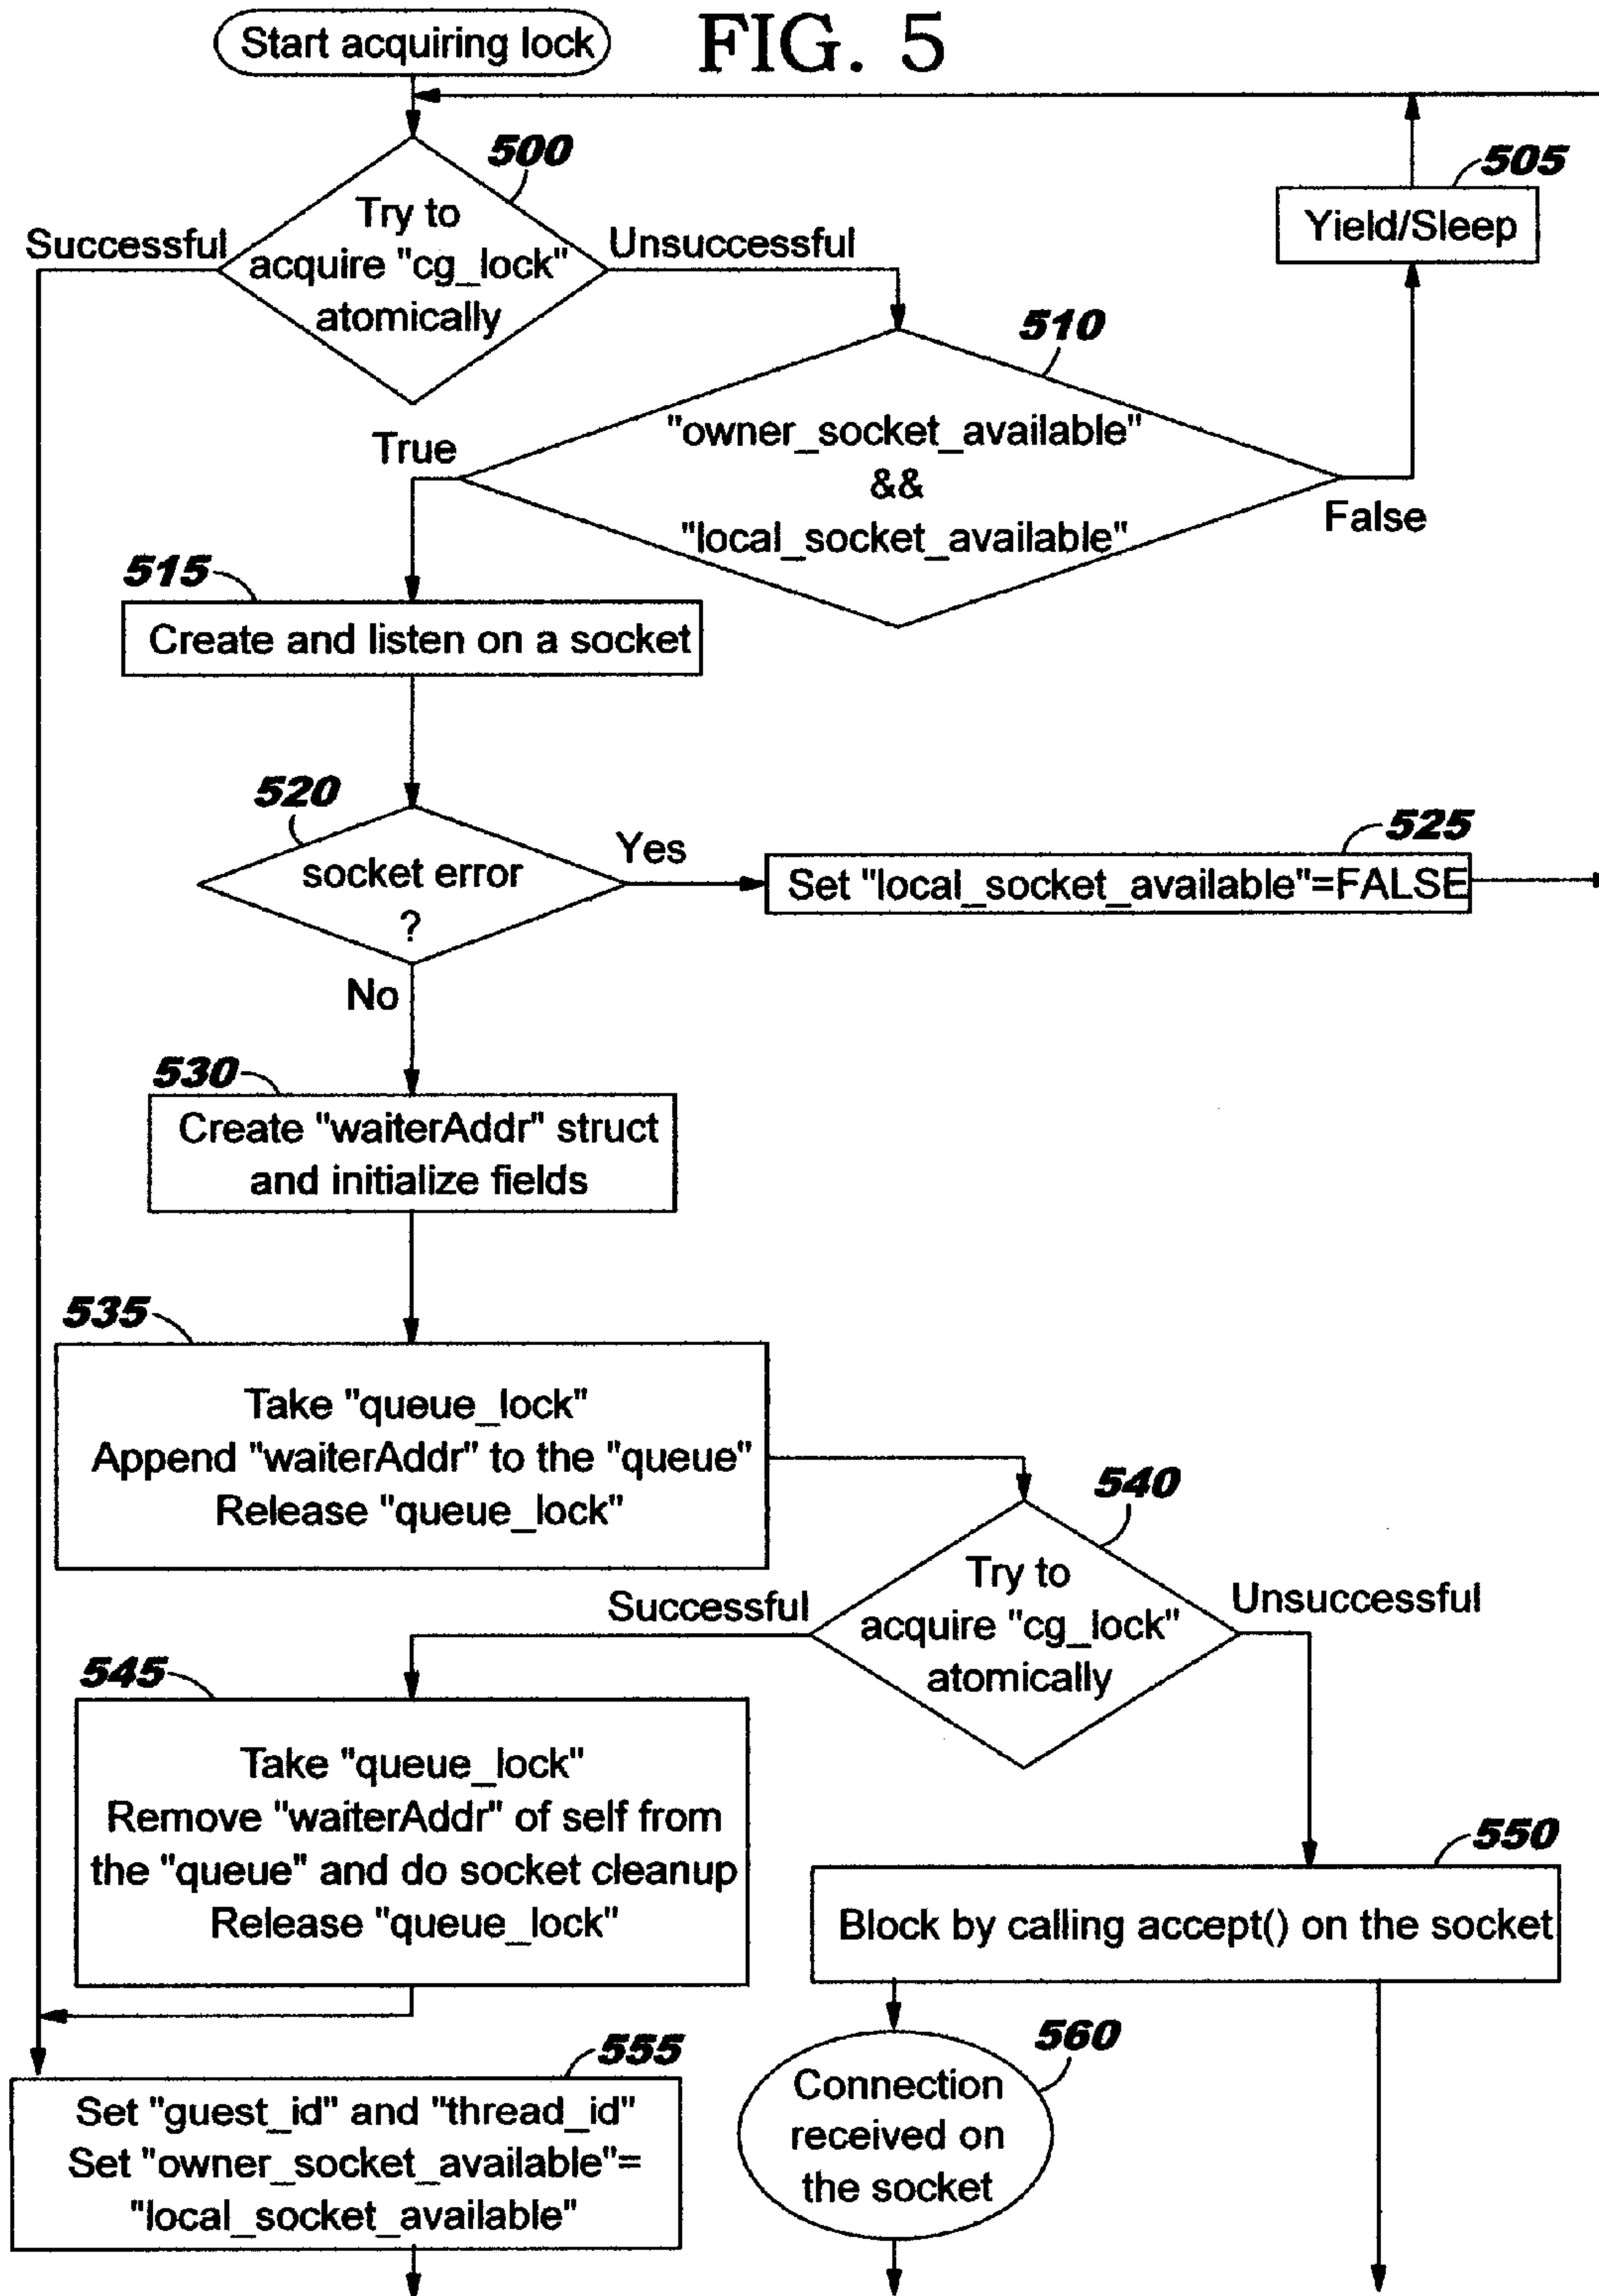 FIG. 5
Start acquiring lock
500
505
Try to
acquire "cg_lock"
atomically
Successful
Unsuccessful
Yield/Sleep
510
"owner_socket_available"
&&
"local_socket_available"
True
False
515
Create and listen on a socket
520
socket error
?
Yes
No
525
Set "local_socket_available"=FALSE
530
Create "waiterAddr" struct
and initialize fields
535
Take "queue_lock"
Append "waiterAddr" to the "queue"
Release "queue_lock"
540
Try to
acquire "cg_lock"
atomically
Successful
Unsuccessful
545
Take "queue_lock"
Remove "waiterAddr" of self from
the "queue" and do socket cleanup
Release "queue_lock"
550
Block by calling accept() on the socket
555
Set "guest_id" and "thread_id"
Set "owner_socket_available"=
"local_socket_available"
560
Connection
received on
the socket